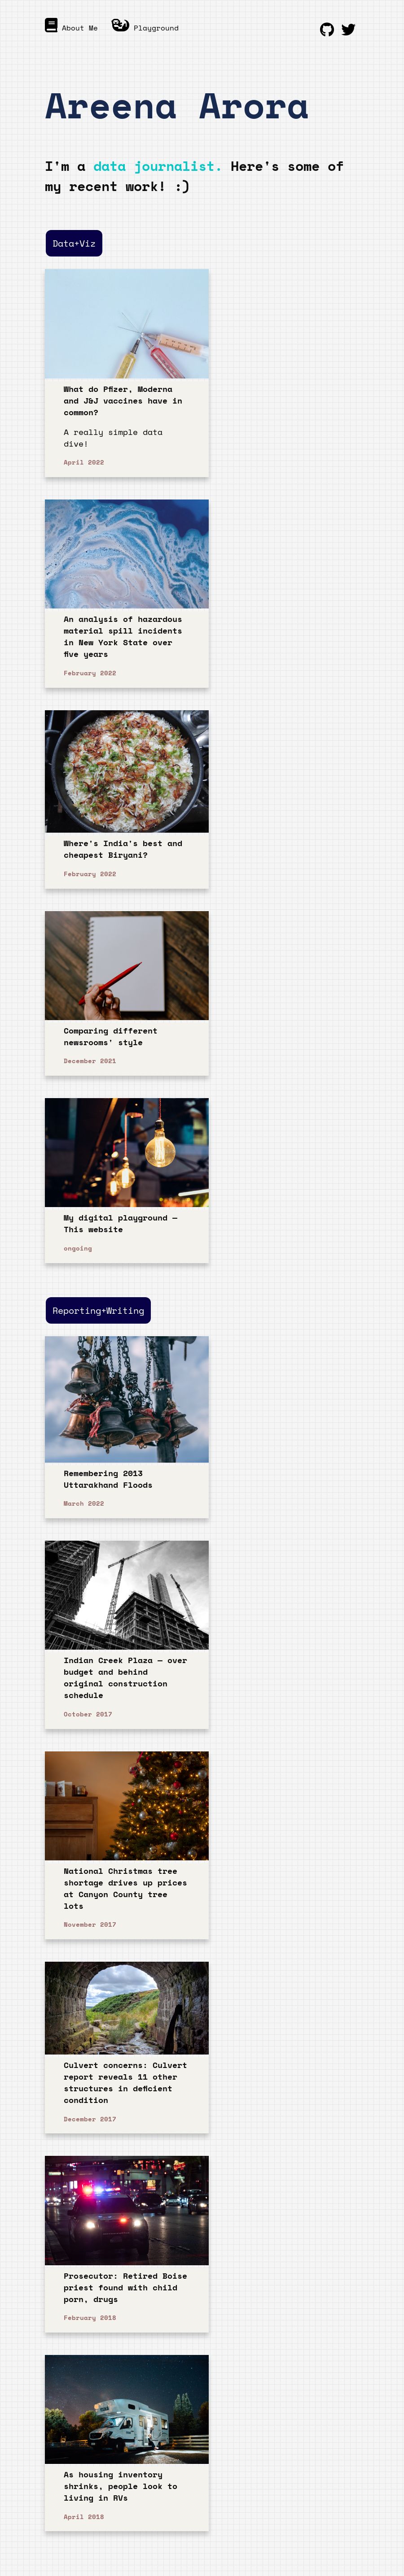 About Me
Playground
Areena Arora
I'm a data journalist. Here's some of
my recent work! :)
Data+Viz
What do Pfizer, Moderna
and J&J vaccines have in
common?
A really simple data
dive!
April 2022
An analysis of hazardous
material spill incidents
in New York State over
five years
February 2022
Where's India's best and
cheapest Biryani?
February 2022
Comparing different
newsrooms' style
December 2021
My digital playground —
This website
ongoing
Reporting+Writing
Remembering 2013
Uttarakhand Floods
March 2022
Indian Creek Plaza — over
budget and behind
original construction
schedule
October 2017
National Christmas tree
shortage drives up prices
at Canyon County tree
lots
November 2017
Culvert concerns: Culvert
report reveals 11 other
structures in deficient
condition
December 2017
Prosecutor: Retired Boise
priest found with child
porn, drugs
February 2018
As housing inventory
shrinks, people look to
living in RVs
April 2018